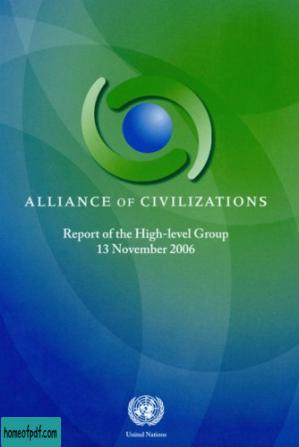 ALLIANCE OF CIVILIZATIONS
Report of the High-level Group
13 November 2006
United Nations
homeofpdf.com